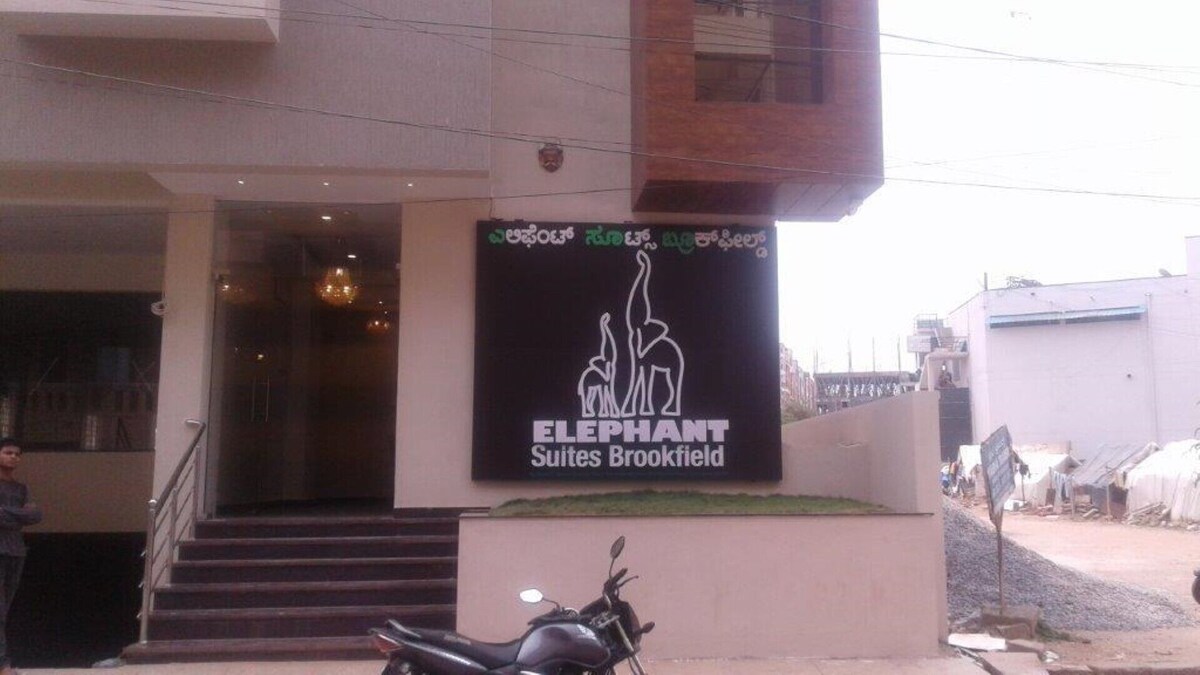 ಎಲಿಫೆಂಟ್ ಸೂಟ್ಸ್ ಬ್ರೂಕ್‌ಫೀಲ್ಡ್
ELEPHANT
Suites Brookfield